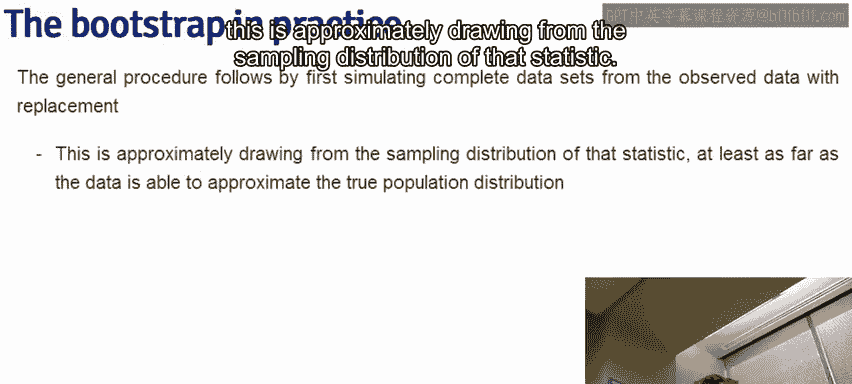 The bootstrap in practice
this is approximately drawing from the
sampling distribution of that statistic.
The general procedure follows by first simulating complete data sets from the observed data with
replacement
- This is approximately drawing from the sampling distribution of that statistic, at least as far as
the data is able to approximate the true population distribution